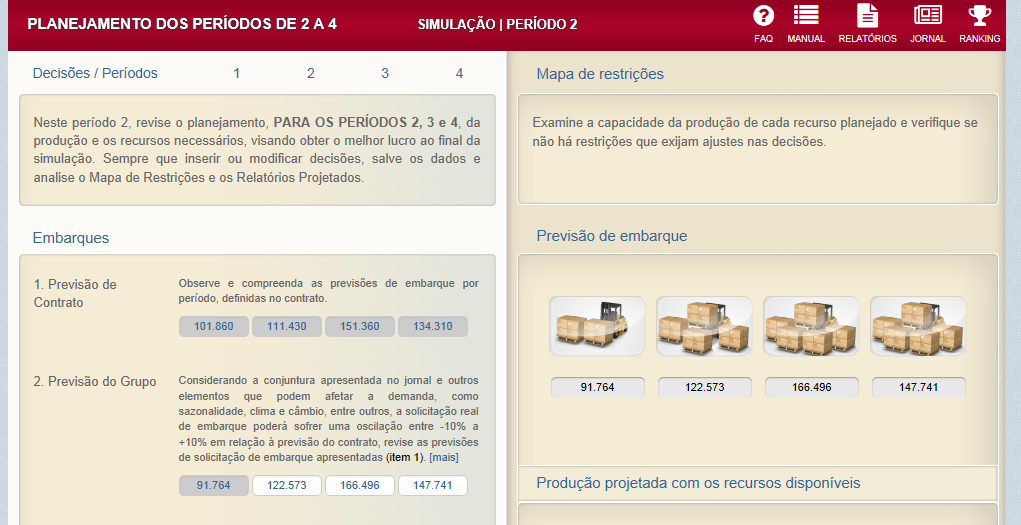 PLANEJAMENTO DOS PERÍODOS DE 2 A 4
SIMULAÇÃO | PERÍODO 2
FAQ
MANUAL
RELATÓRIOS
JORNAL
RANKING
Decisões / Períodos 1 2 3 4
Neste período 2, revise o planejamento, PARA OS PERÍODOS 2, 3 e 4, da
produção e os recursos necessários, visando obter o melhor lucro ao final da
simulação. Sempre que inserir ou modificar decisões, salve os dados e
analise o Mapa de Restrições e os Relatórios Projetados.
Embarques
1. Previsão de
Contrato
Observe e compreenda as previsões de embarque por
período, definidas no contrato.
101.860 111.430 151.360 134.310
2. Previsão do Grupo
Considerando a conjuntura apresentada no jornal e outros
elementos que podem afetar a demanda, como
sazonalidade, clima e câmbio, entre outros, a solicitação real
de embarque poderá sofrer uma oscilação entre -10% a
+10% em relação à previsão do contrato, revise as previsões
de solicitação de embarque apresentadas (item 1). [mais]
91.764 122.573 166.496 147.741
Mapa de restrições
Examine a capacidade da produção de cada recurso planejado e verifique se
não há restrições que exijam ajustes nas decisões.
Previsão de embarque
91.764 122.573 166.496 147.741
Produção projetada com os recursos disponíveis